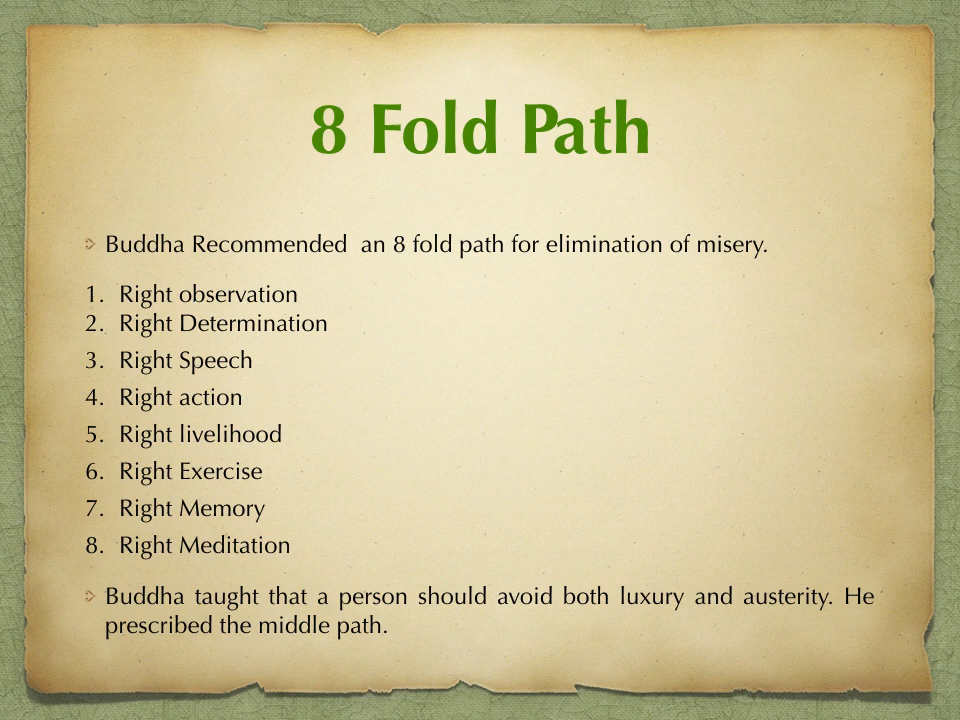 8 Fold Path
Buddha Recommended  an 8 fold path for elimination of misery.
1. Right observation
2. Right Determination
3. Right Speech
4. Right action
5. Right livelihood
6. Right Exercise
7. Right Memory
8. Right Meditation
Buddha taught that a person should avoid both luxury and austerity. He
prescribed the middle path.